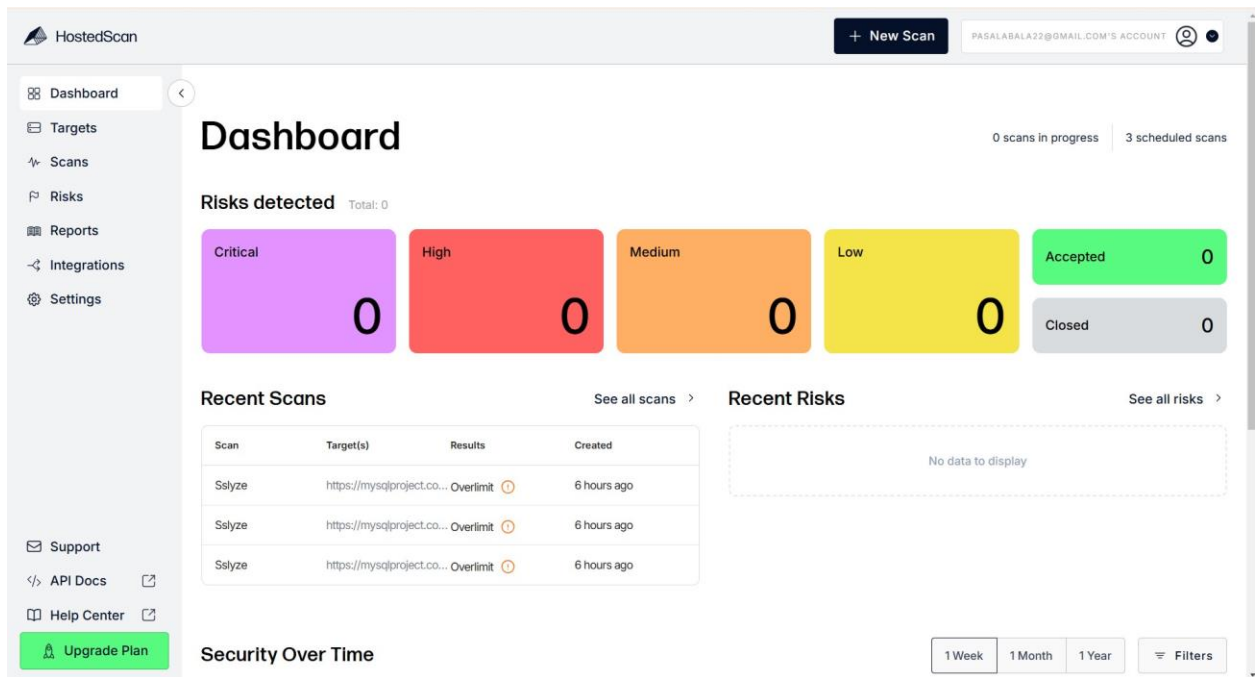 HostedScan
+ New Scan
PASALABALA22@GMAIL.COM'S ACCOUNT
Dashboard
Targets
Scans
Risks
Reports
Integrations
Settings
Support
API Docs
Help Center
Upgrade Plan
Dashboard
0 scans in progress
3 scheduled scans
Risks detected Total: 0
Critical
0
High
0
Medium
0
Low
0
Accepted 0
Closed 0
Recent Scans
See all scans >
Scan Target(s) Results Created
Sslyze https://mysqlproject.co... Overlimit 6 hours ago
Sslyze https://mysqlproject.co... Overlimit 6 hours ago
Sslyze https://mysqlproject.co... Overlimit 6 hours ago
Recent Risks
See all risks >
No data to display
Security Over Time
1 Week 1 Month 1 Year
Filters